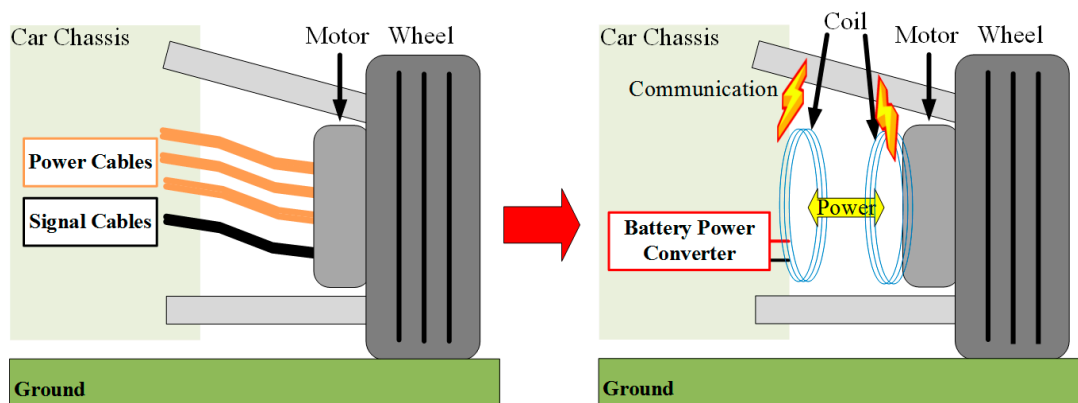 Car Chassis
Motor
Wheel
Power Cables
Signal Cables
Ground
Coil
Car Chassis
Motor
Wheel
Communication
Power
Battery Power
Converter
Ground